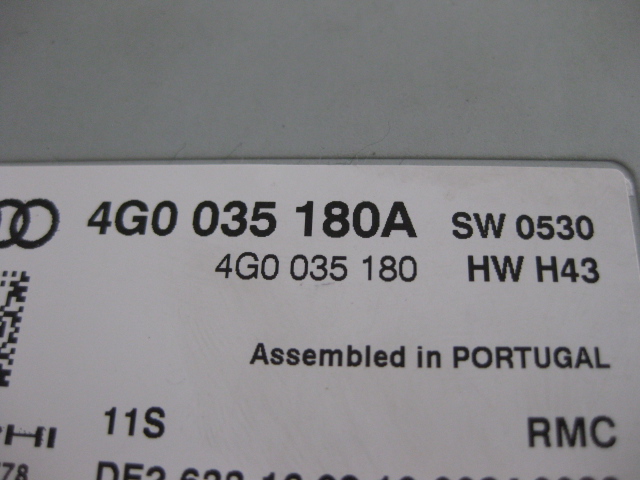 4G0 035 180A SW 0530
4G0 035 180 HW H43
Assembled in PORTUGAL
11S RMC